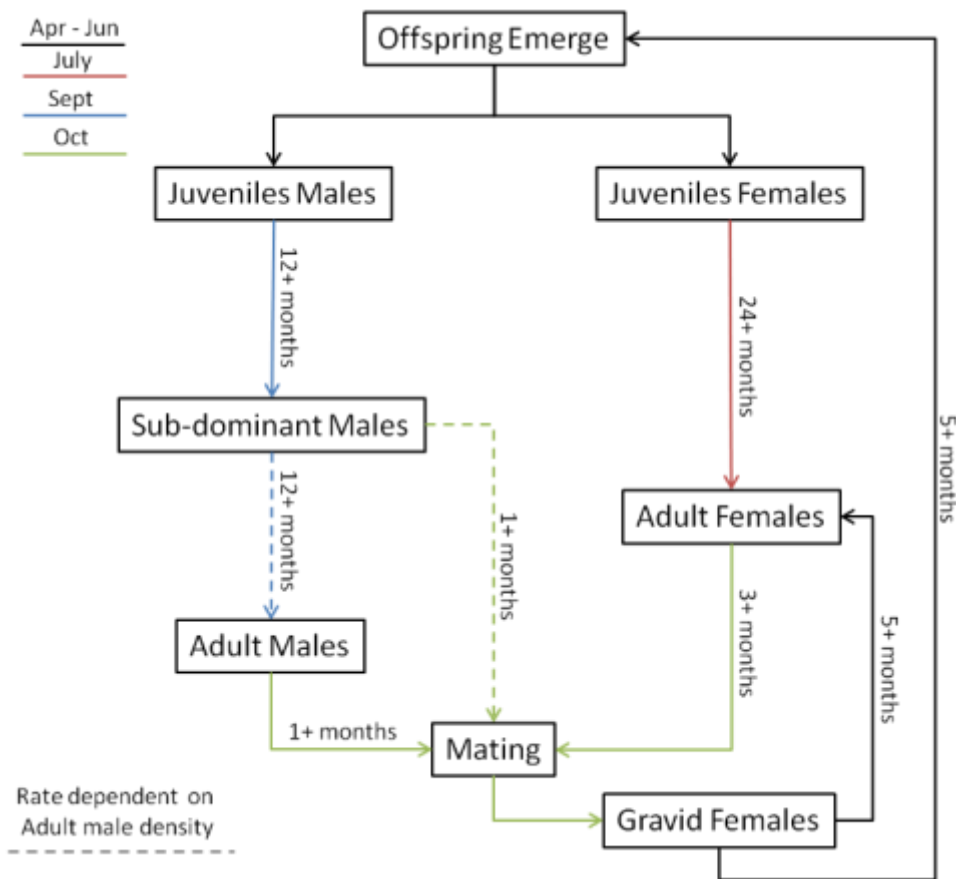 Apr - Jun
July
Sept
Oct
Offspring Emerge
Juveniles Males
Juveniles Females
12+ months
24+ months
Sub-dominant Males
12+ months
1+ months
Adult Females
3+ months
5+ months
5+ months
Adult Males
1+ months
Mating
Gravid Females
Rate dependent on
Adult male density